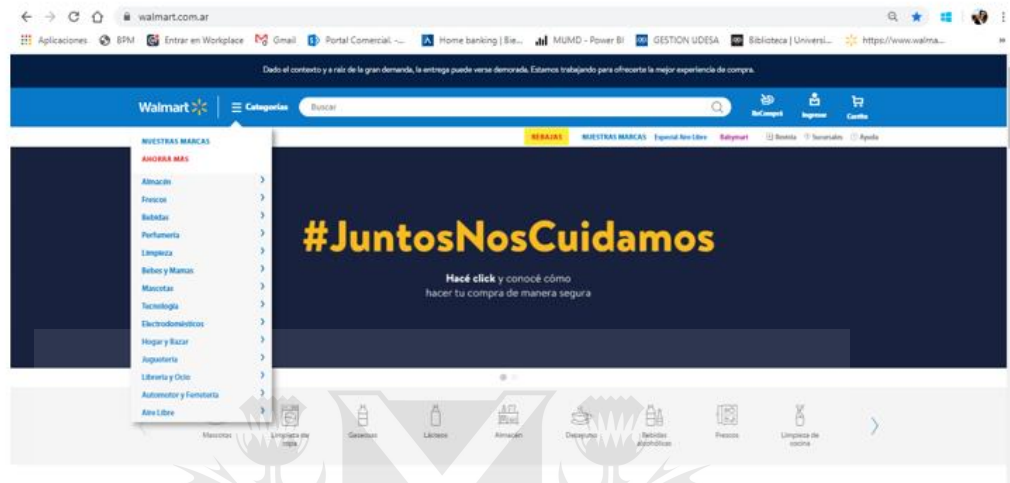 walmart.com.ar
Aplicaciones BPM Entrar en Workplace Gmail Portal Comercial -... Home banking | Bie... MUMD - Power BI GESTION UDESA Biblioteca | Universi... https://www.walma... »
Dado el contexto y a raíz de la gran demanda, la entrega puede verse demorada. Estamos trabajando para ofrecerte la mejor experiencia de compra.
Walmart Categorías Buscar ReComprá Ingresar Carrito
REBAJAS NUESTRAS MARCAS Especial Aire Libre Babymart Revista Sucursales Ayuda
NUESTRAS MARCAS
AHORRÁ MÁS
Almacén
Frescos
Bebidas
Perfumería
Limpieza
Bebes y Mamas
Mascotas
Tecnología
Electrodomésticos
Hogar y Bazar
Juguetería
Librería y Ocio
Automotor y Ferretería
Aire Libre
#JuntosNosCuidamos
Hacé click y conocé cómo
hacer tu compra de manera segura
Mascotas Limpieza de ropa Gaseosas Lácteos Almacén Desayuno Bebidas alcohólicas Frescos Limpieza de cocina